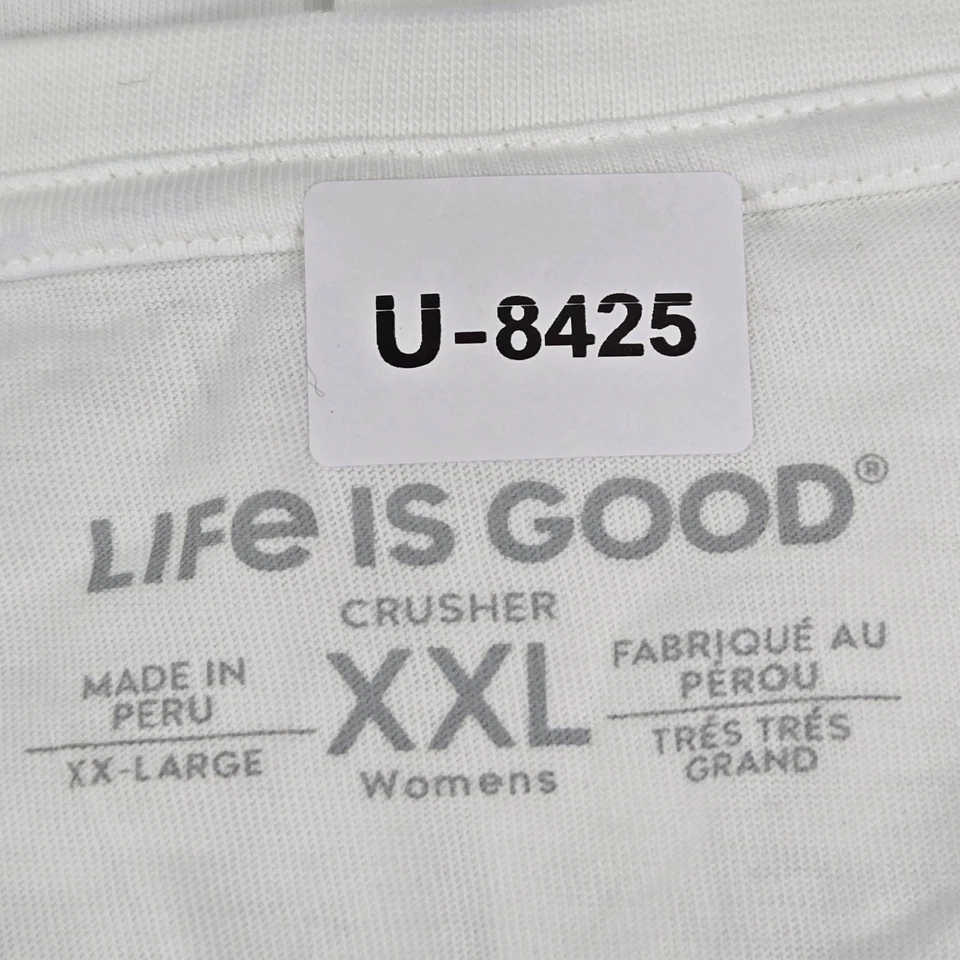 U-8425
LIFe IS GOOD®
CRUSHER
MADE IN
PERU
XX-LARGE
XXL
Womens
FABRIQUÉ AU
PÉROU
TRÉS TRÉS
GRAND